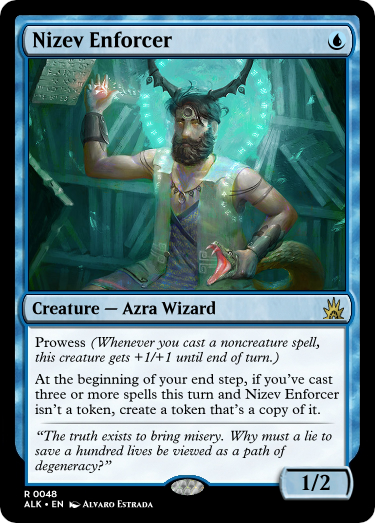 Nizev Enforcer
Creature — Azra Wizard
Prowess (Whenever you cast a noncreature spell,
this creature gets +1/+1 until end of turn.)
At the beginning of your end step, if you've cast
three or more spells this turn and Nizev Enforcer
isn't a token, create a token that's a copy of it.
“The truth exists to bring misery. Why must a lie to
save a hundred lives be viewed as a path of
degeneracy?”
1/2
R 0048
ALK • EN Alvaro Estrada